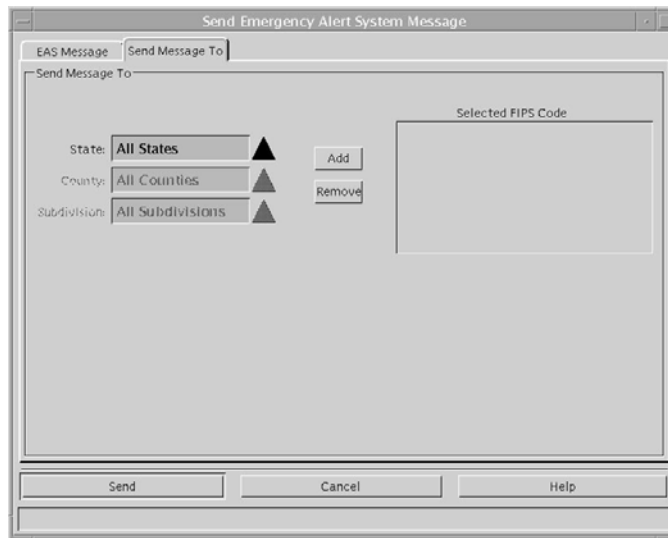 Send Emergency Alert System Message
EAS Message
Send Message To
Send Message To
Selected FIPS Code
State: All States
Add
County: All Counties
Remove
Subdivision: All Subdivisions
Send
Cancel
Help